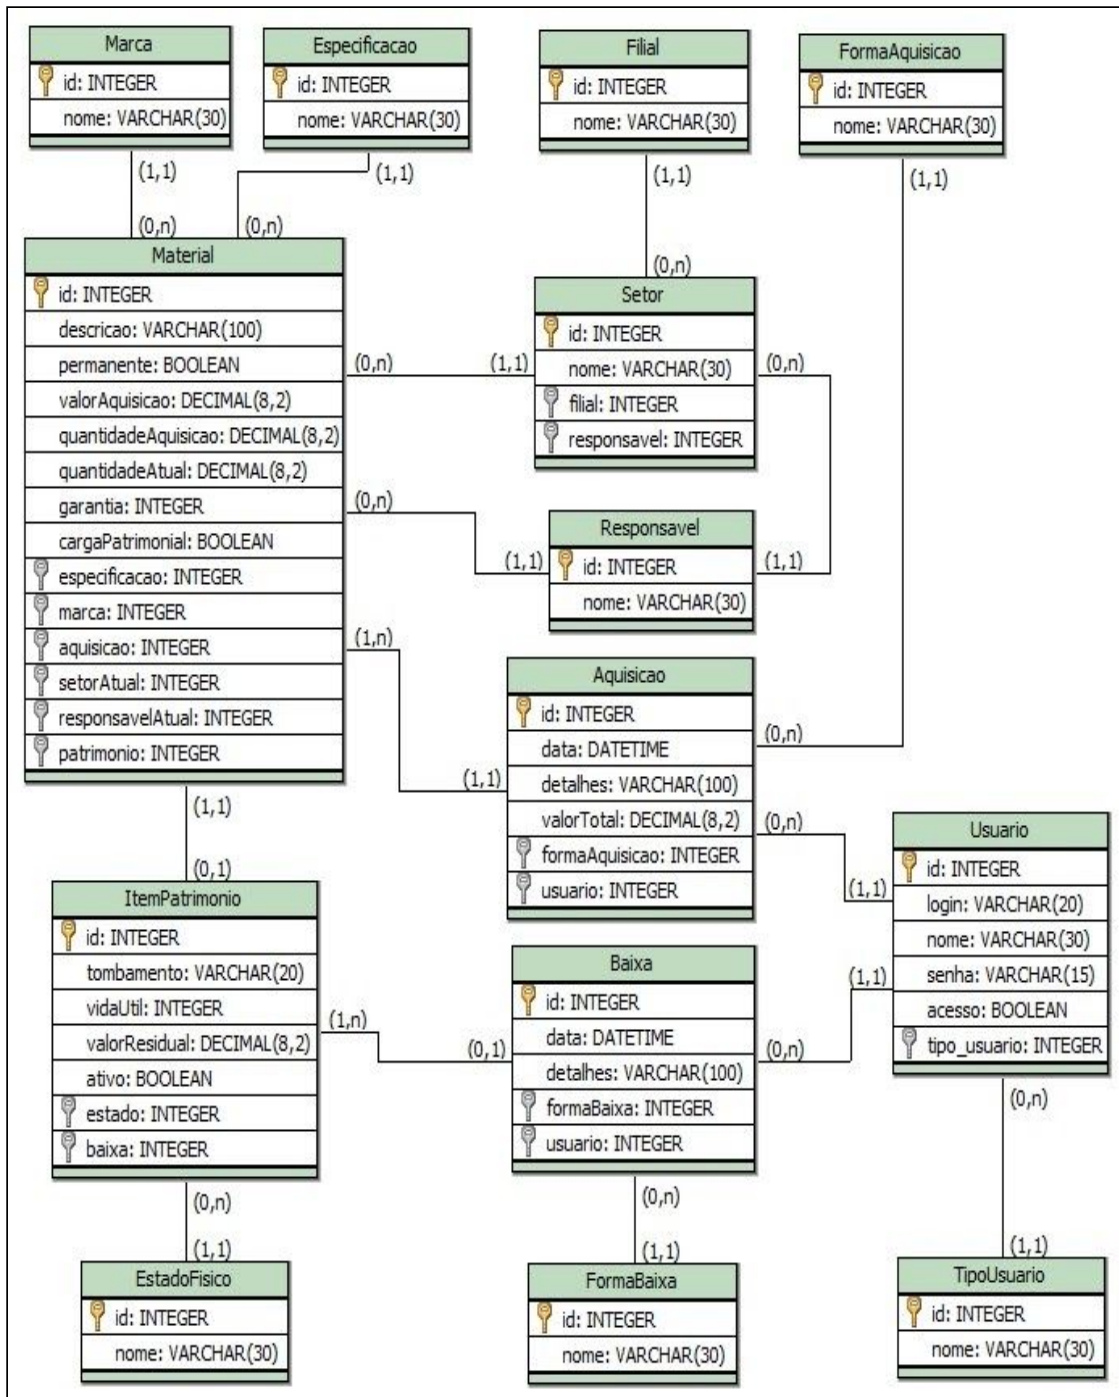 Marca
id: INTEGER
nome: VARCHAR(30)
(1,1)
(0,n)
Especificacao
id: INTEGER
nome: VARCHAR(30)
(1,1)
(0,n)
Filial
id: INTEGER
nome: VARCHAR(30)
(1,1)
(0,n)
FormaAquisicao
id: INTEGER
nome: VARCHAR(30)
(1,1)
Material
id: INTEGER
descricao: VARCHAR(100)
permanente: BOOLEAN
valorAquisicao: DECIMAL(8,2)
quantidadeAquisicao: DECIMAL(8,2)
quantidadeAtual: DECIMAL(8,2)
garantia: INTEGER
cargaPatrimonial: BOOLEAN
especificacao: INTEGER
marca: INTEGER
aquisicao: INTEGER
setorAtual: INTEGER
responsavelAtual: INTEGER
patrimonio: INTEGER
(0,n)
(1,1)
(0,n)
(1,1)
(1,n)
(1,1)
(1,1)
(0,1)
Setor
id: INTEGER
nome: VARCHAR(30)
filial: INTEGER
responsavel: INTEGER
(0,n)
(1,1)
Responsavel
id: INTEGER
nome: VARCHAR(30)
Aquisicao
id: INTEGER
data: DATETIME
detalhes: VARCHAR(100)
valorTotal: DECIMAL(8,2)
formaAquisicao: INTEGER
usuario: INTEGER
(0,n)
(0,n)
(1,1)
Usuario
id: INTEGER
login: VARCHAR(20)
nome: VARCHAR(30)
senha: VARCHAR(15)
acesso: BOOLEAN
tipo_usuario: INTEGER
(1,1)
(0,n)
(0,n)
(1,1)
ItemPatrimonio
id: INTEGER
tombamento: VARCHAR(20)
vidaUtil: INTEGER
valorResidual: DECIMAL(8,2)
ativo: BOOLEAN
estado: INTEGER
baixa: INTEGER
(1,n)
(0,1)
(0,n)
(1,1)
Baixa
id: INTEGER
data: DATETIME
detalhes: VARCHAR(100)
formaBaixa: INTEGER
usuario: INTEGER
(0,n)
(1,1)
EstadoFisico
id: INTEGER
nome: VARCHAR(30)
FormaBaixa
id: INTEGER
nome: VARCHAR(30)
TipoUsuario
id: INTEGER
nome: VARCHAR(30)